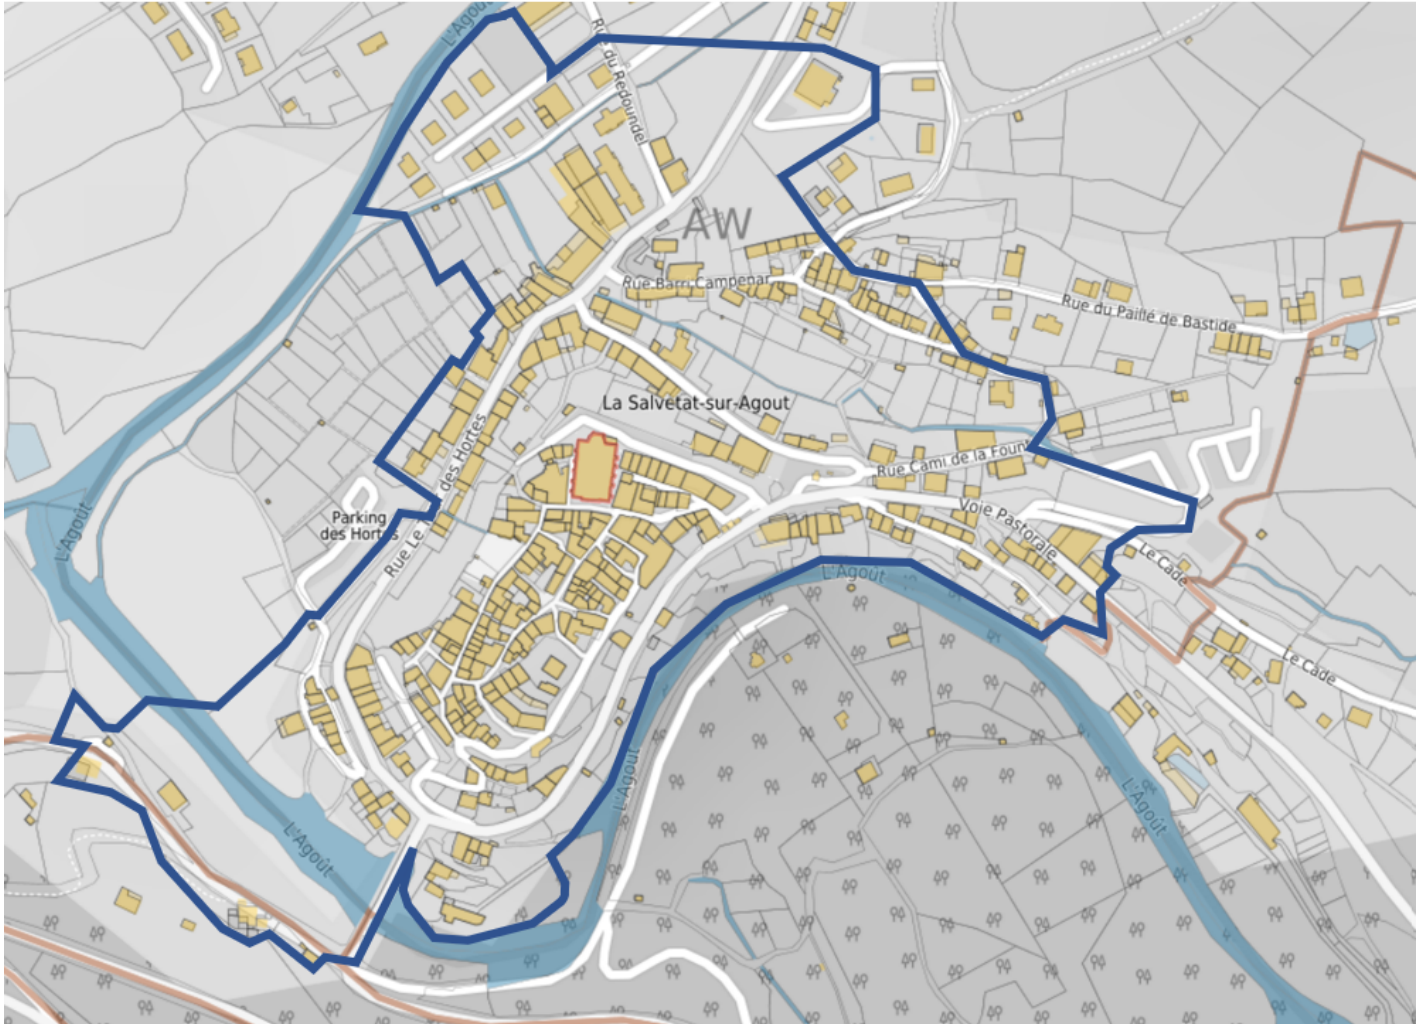 L'Agoût
Rue du Redoundel
AW
Rue Barri Campenar
Rue du Paillé de Bastide
La Salvetat-sur-Agout
des Hortes
Rue Cami de la Fount
Parking
des Hortes
Voie Pastorale
L'Agoût
Rue Le
Le Cade
L'Agoût
Le Cade
L'Agoût
L'Agoût
L'Agoût